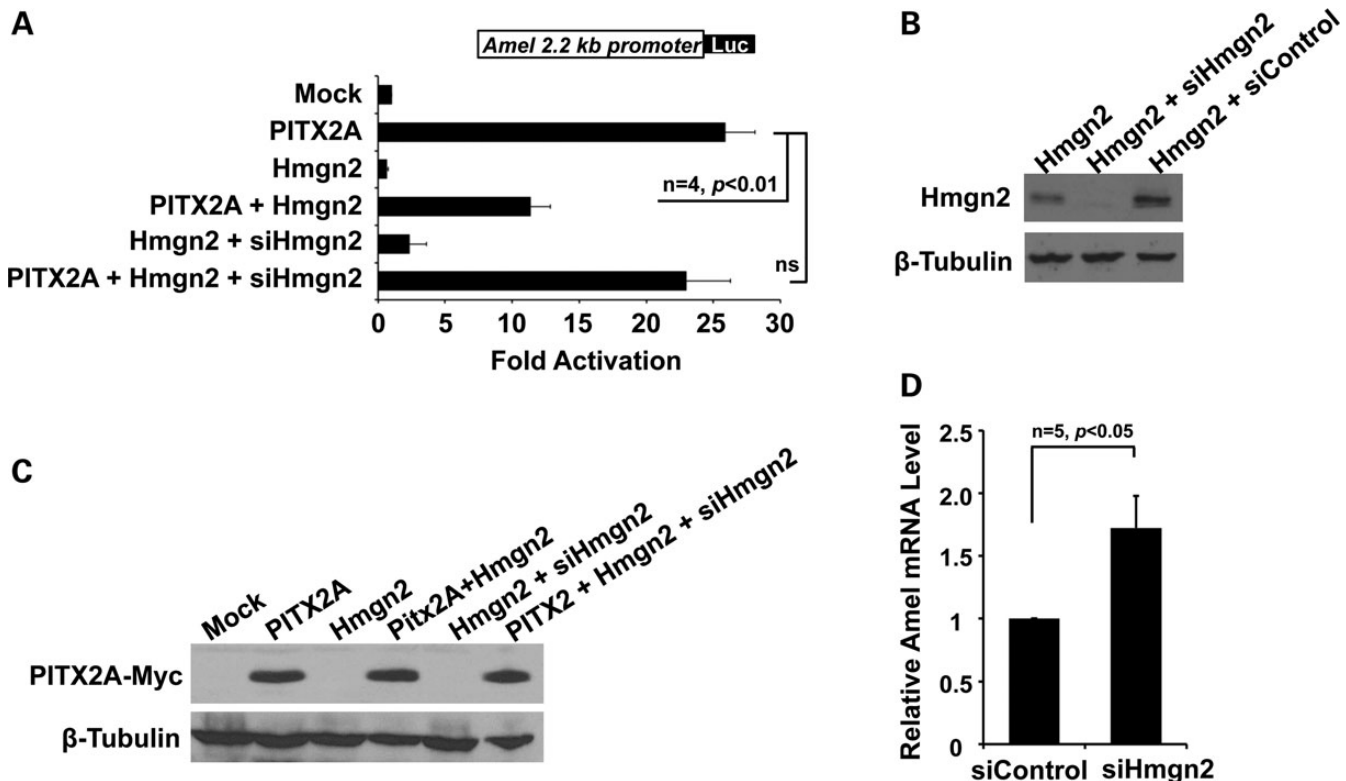 A
Amel 2.2 kb promoter Luc
Mock
PITX2A
Hmgn2
PITX2A + Hmgn2
Hmgn2 + siHmgn2
PITX2A + Hmgn2 + siHmgn2
n=4, p<0.01
ns
0 5 10 15 20 25 30
Fold Activation
B
Hmgn2
Hmgn2 + siHmgn2
Hmgn2 + siControl
Hmgn2
β-Tubulin
C
Mock
PITX2A
Hmgn2
Pitx2A+Hmgn2
Hmgn2 + siHmgn2
PITX2 + Hmgn2 + siHmgn2
PITX2A-Myc
β-Tubulin
D
Relative Amel mRNA Level
2.5
2.0
1.5
1
0.5
0
n=5, p<0.05
siControl siHmgn2